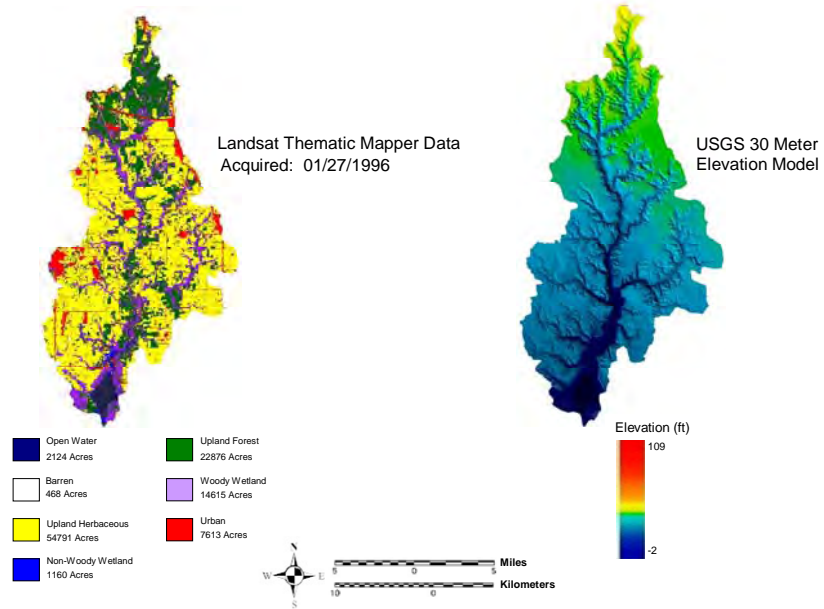 Landsat Thematic Mapper Data
Acquired: 01/27/1996
USGS 30 Meter
Elevation Model
Open Water
2124 Acres
Barren
468 Acres
Upland Herbaceous
54791 Acres
Non-Woody Wetland
1160 Acres
Upland Forest
22876 Acres
Woody Wetland
14615 Acres
Urban
7613 Acres
Elevation (ft)
109
-2
N
W E
S
5 0 5 Miles
10 0 Kilometers